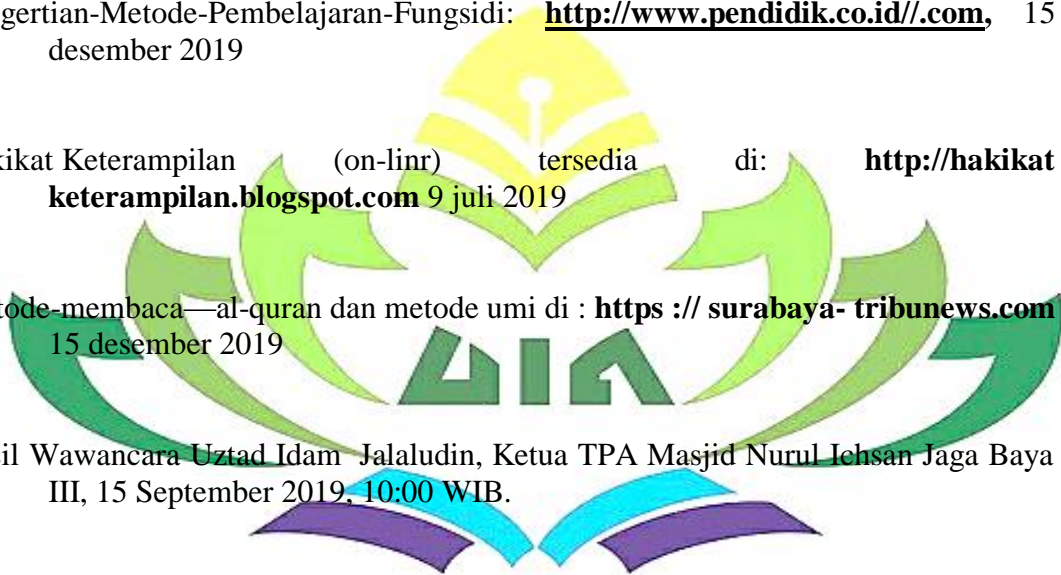 gertian-Metode-Pembelajaran-Fungsidi: http://www.pendidik.co.id//.com, 15
desember 2019
kikat Keterampilan (on-linr) tersedia di: http://hakikat
keterampilan.blogspot.com 9 juli 2019
tode-membaca—al-quran dan metode umi di : https :// surabaya- tribunews.com
15 desember 2019
sil Wawancara Uztad Idam Jalaludin, Ketua TPA Masjid Nurul Ichsan Jaga Baya
III, 15 September 2019, 10:00 WIB.